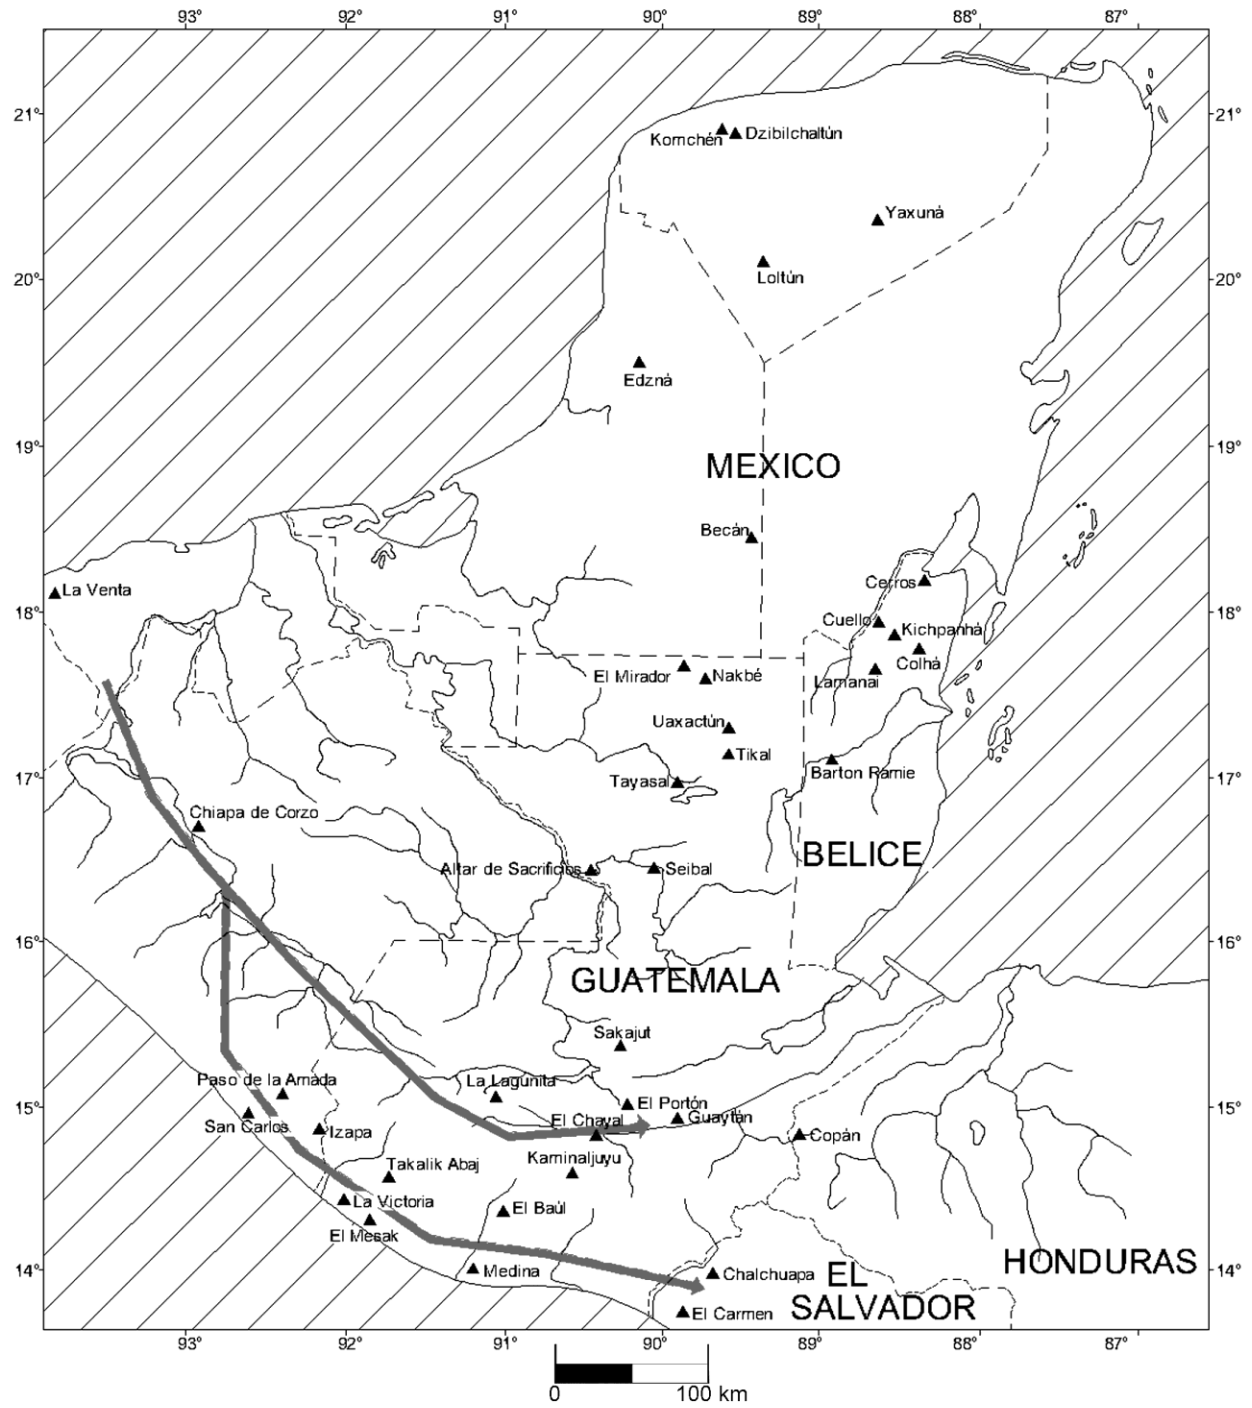 93° 92° 91° 90° 89° 88° 87°
21° 21°
Komchén Dzibilchaltún
Yaxuná
20° 20°
Loltún
Edzná
19° 19°
MEXICO
Becán
Cerros
La Venta
18° 18°
Cuello Kichpanhá
Colhá
El Mirador Nakbé Lamanai
Uaxactún
Tikal
17° 17°
Tayasal Barton Ramie
Chiapa de Corzo
BELICE
Altar de Sacrificios Seibal
16° 16°
GUATEMALA
Sakajut
Paso de la Amada La Lagunita
15° 15°
El Portón
San Carlos El Chayal Guaytán
Izapa Copán
Takalik Abaj Kaminaljuyu
La Victoria El Baúl
El Mesak
14° 14°
Medina Chalchuapa EL HONDURAS
El Carmen SALVADOR
93° 92° 91° 90° 89° 88° 87°
0 100 km